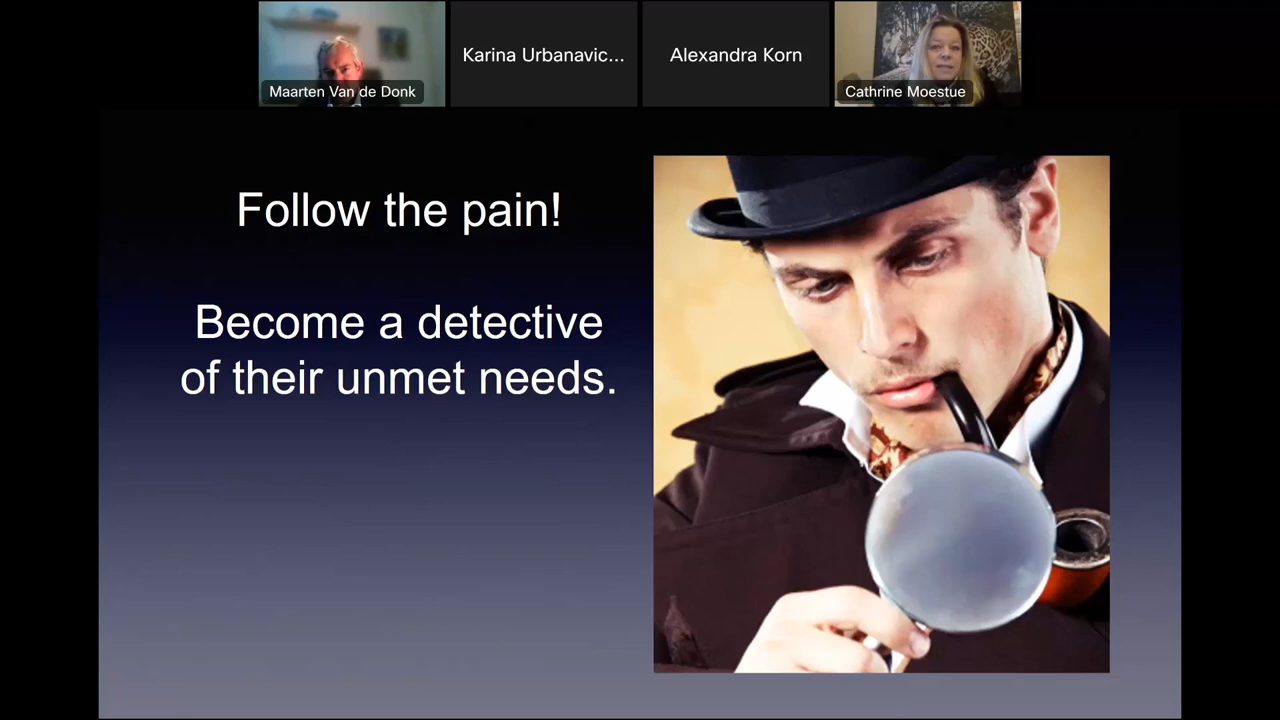 Maarten Van de Donk
Karina Urbanavic...
Alexandra Korn
Cathrine Moestue
Follow the pain!
Become a detective
of their unmet needs.